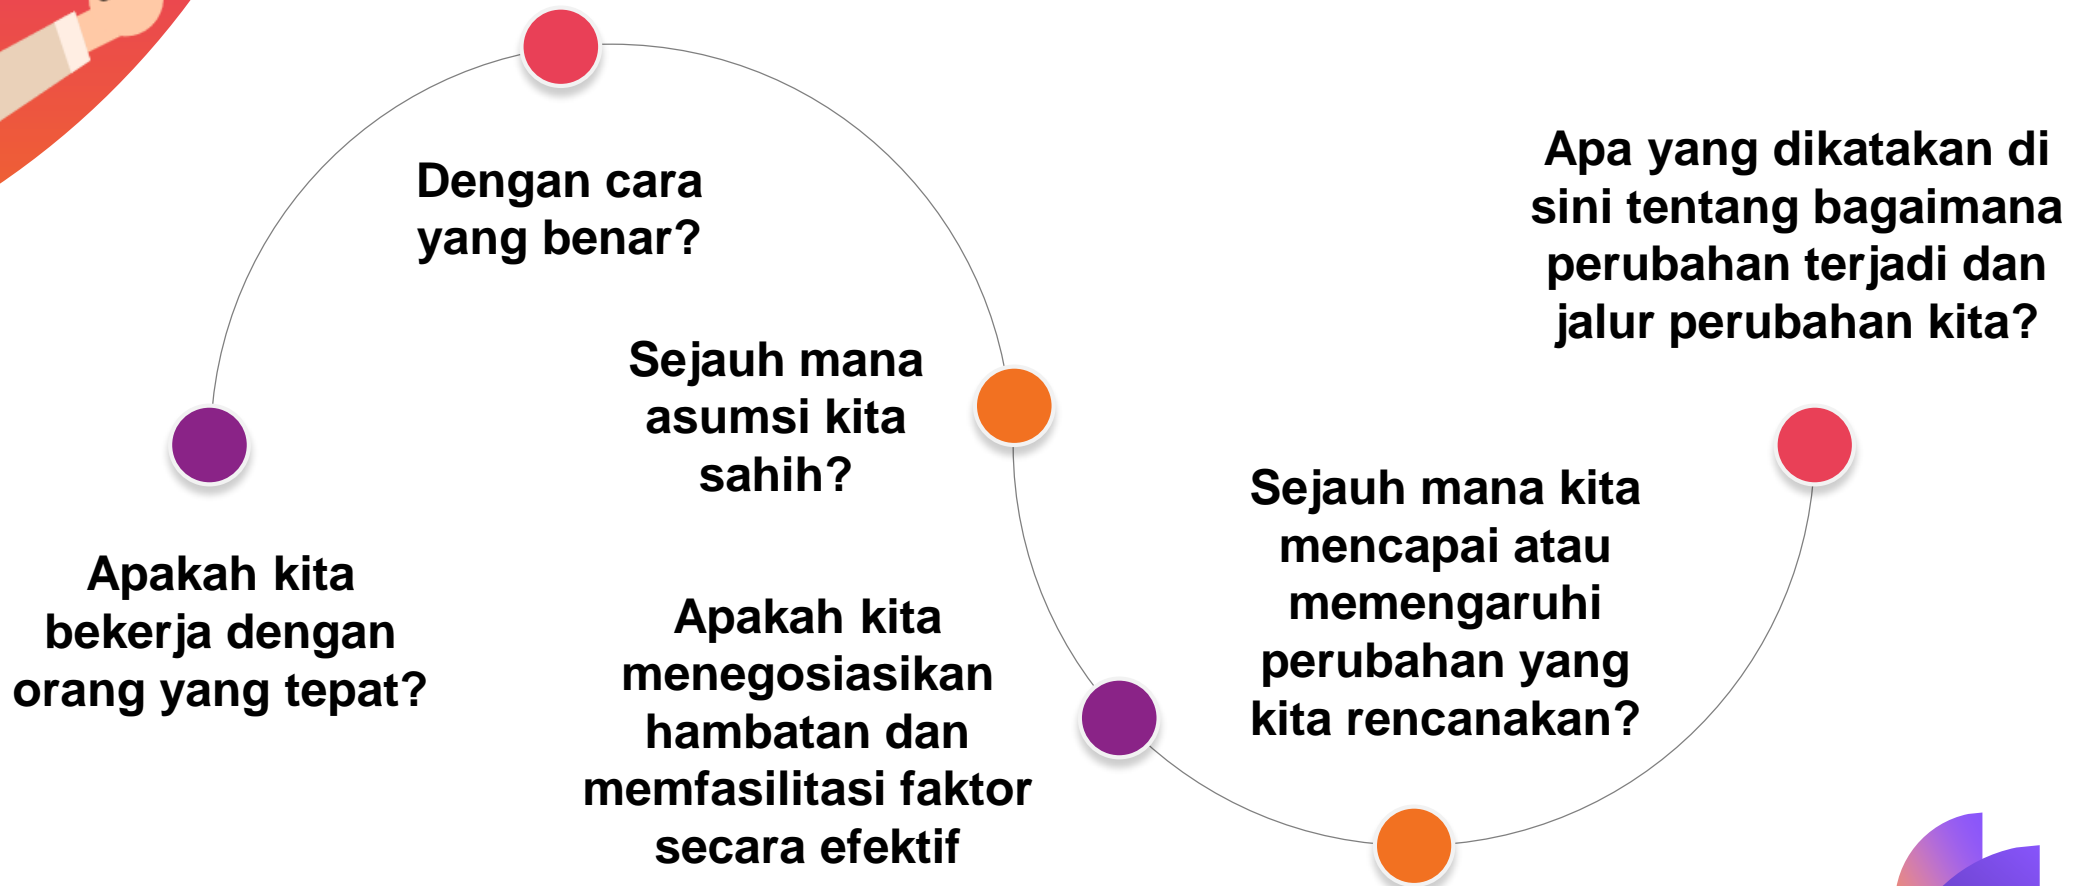 Apakah kita
bekerja dengan
orang yang tepat?
Dengan cara
yang benar?
Sejauh mana
asumsi kita
sahih?
Apakah kita
menegosiasikan
hambatan dan
memfasilitasi faktor
secara efektif
Sejauh mana kita
mencapai atau
memengaruhi
perubahan yang
kita rencanakan?
Apa yang dikatakan di
sini tentang bagaimana
perubahan terjadi dan
jalur perubahan kita?